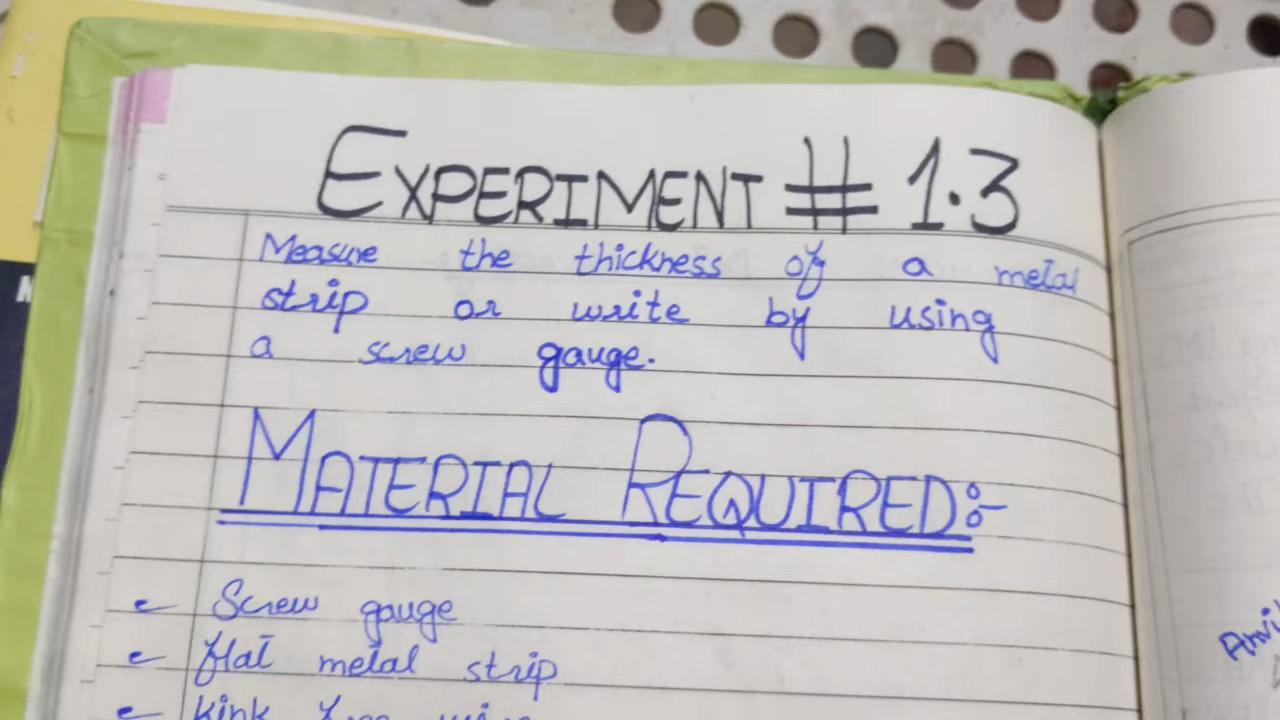 EXPERIMENT # 1.3
Measure the thickness of a metal
strip or write by using
a screw gauge.
MATERIAL REQUIRED:-
Screw gauge
flat metal strip
Kink